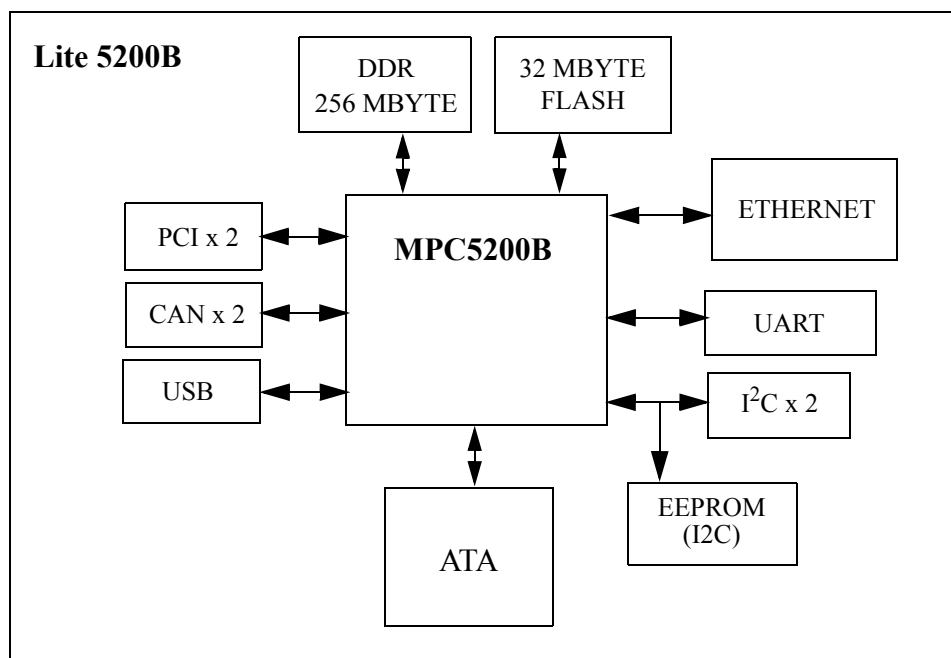 Lite 5200B
DDR
256 MBYTE
32 MBYTE
FLASH
PCI x 2
MPC5200B
ETHERNET
CAN x 2
UART
USB
I²C x 2
ATA
EEPROM
(I2C)